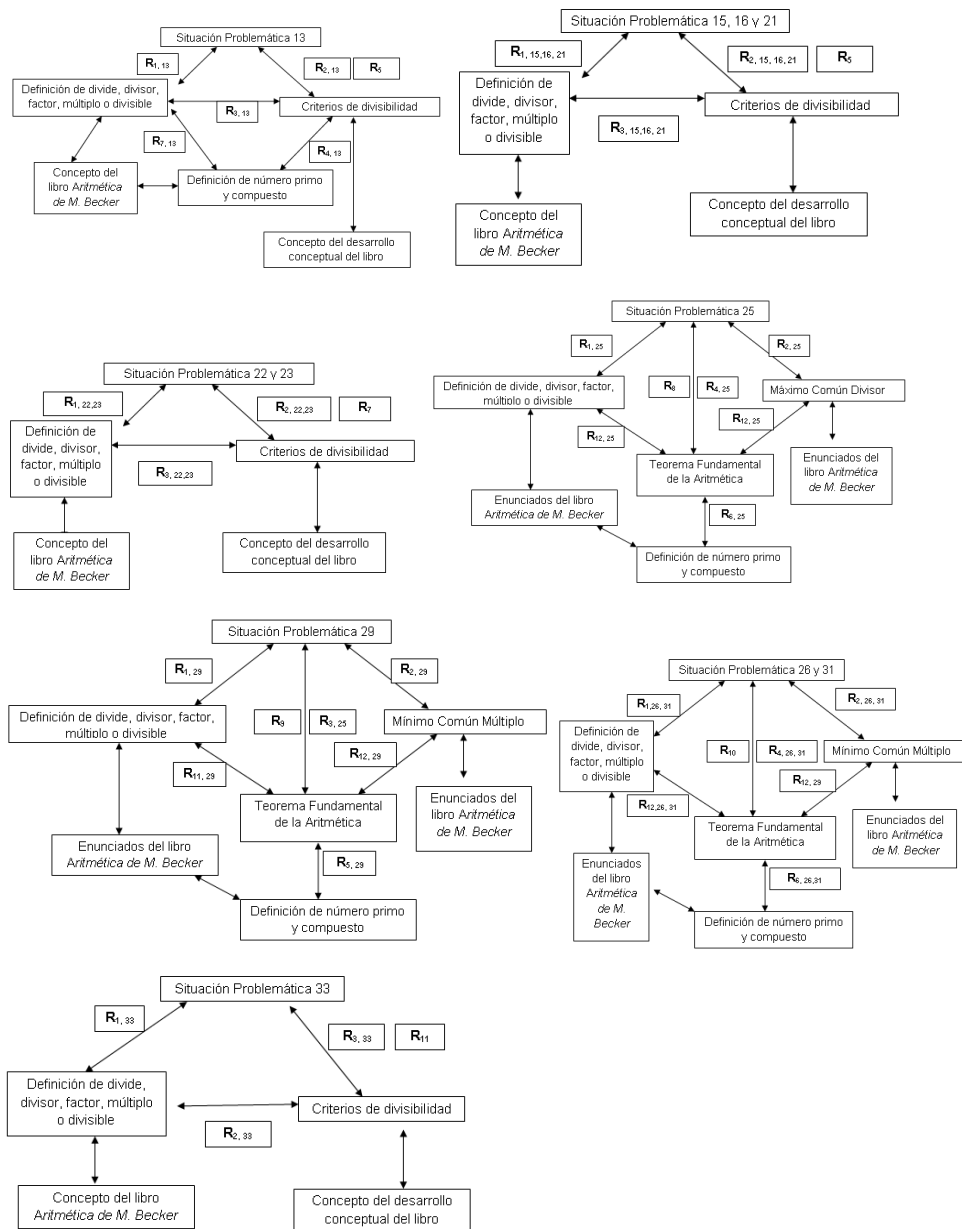 Situación Problemática 13
R1, 13
R2, 13
R5
Definición de divide, divisor,
factor, múltiplo o divisible
R3, 13
Criterios de divisibilidad
R7, 13
R4, 13
Concepto del
libro Aritmética
de M. Becker
Definición de número primo
y compuesto
Concepto del desarrollo
conceptual del libro
Situación Problemática 15, 16 y 21
R1, 15,16, 21
R2, 15, 16, 21
R5
Definición de
divide, divisor,
factor, múltiplo
o divisible
Criterios de divisibilidad
R3, 15,16, 21
Concepto del
libro Aritmética
de M. Becker
Concepto del desarrollo
conceptual del libro
Situación Problemática 22 y 23
R1, 22,23
R2, 22,23
R7
Definición de
divide, divisor,
factor, múltiplo
o divisible
Criterios de divisibilidad
R3, 22,23
Concepto del
libro Aritmética
de M. Becker
Concepto del desarrollo
conceptual del libro
Situación Problemática 25
R1, 25
R2, 25
Definición de divide, divisor, factor,
múltiplo o divisible
R8
R4, 25
Máximo Común Divisor
R12, 25
R12, 25
Teorema Fundamental
de la Aritmética
Enunciados del
libro Aritmética
de M. Becker
Enunciados del libro
Aritmética de M. Becker
R6, 25
Definición de número primo
y compuesto
Situación Problemática 29
R1, 29
R2, 29
Definición de divide, divisor, factor,
múltiplo o divisible
R9
R3, 25
Mínimo Común Múltiplo
R11, 29
R12, 29
Teorema Fundamental
de la Aritmética
Enunciados del
libro Aritmética
de M. Becker
Enunciados del libro
Aritmética de M. Becker
R5, 29
Definición de número primo
y compuesto
Situación Problemática 26 y 31
R1,26, 31
R2, 26, 31
Definición de
divide, divisor,
factor, múltiplo
o divisible
R10
R4, 26, 31
Mínimo Común Múltiplo
R12,26, 31
R12, 29
Teorema Fundamental
de la Aritmética
Enunciados del
libro Aritmética
de M. Becker
Enunciados
del libro
Aritmética
de M.
Becker
R6, 26,31
Definición de número primo
y compuesto
Situación Problemática 33
R1, 33
R3, 33
R11
Definición de divide,
divisor, factor, múltiplo
o divisible
Criterios de divisibilidad
R2, 33
Concepto del libro
Aritmética de M. Becker
Concepto del desarrollo
conceptual del libro